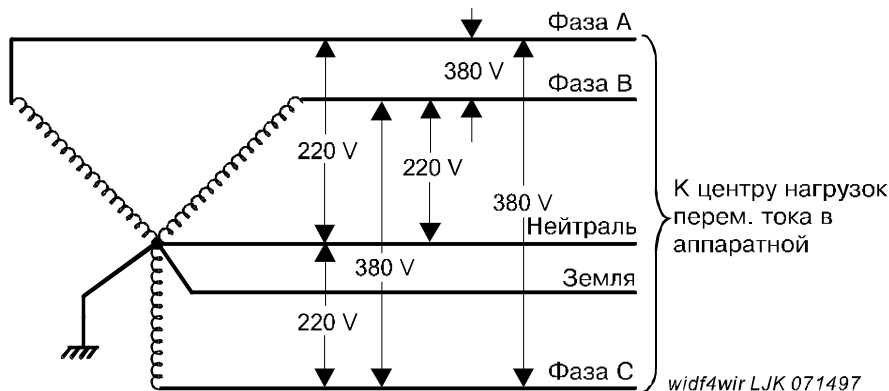 Фаза А
380 V
Фаза В
220 V
220 V
380 V
Нейтраль
380 V
Земля
220 V
Фаза С
К центру нагрузок
перем. тока в
аппаратной
widf4wir LJK 071497